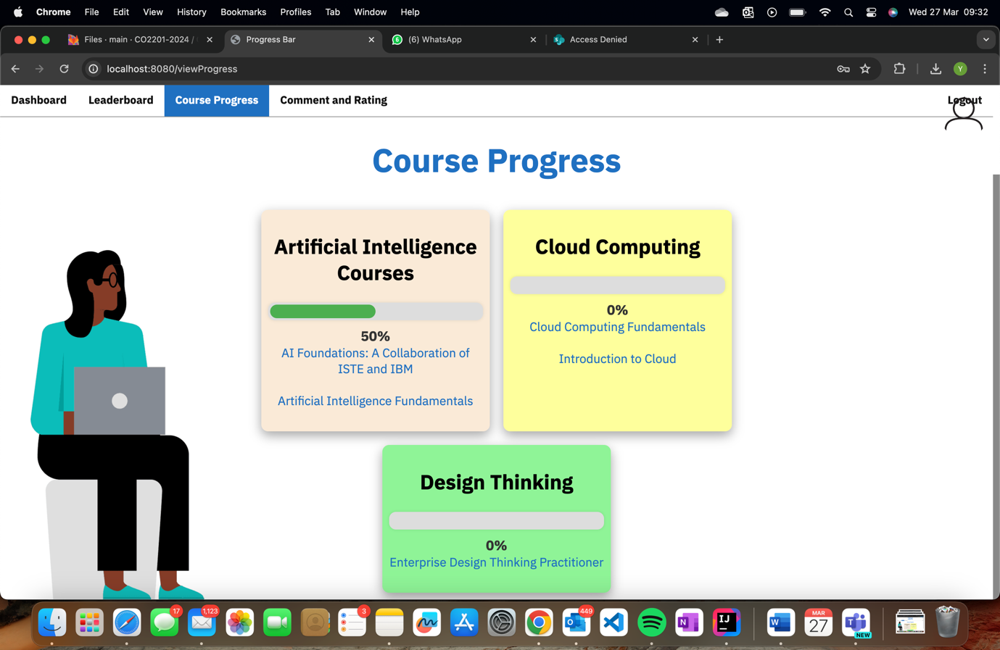 Chrome File Edit View History Bookmarks Profiles Tab Window Help Wed 27 Mar 09:32
Files · main · CO2201-2024 / Progress Bar 6 (6) WhatsApp S Access Denied
localhost:8080/viewProgress Y
Dashboard Leaderboard Course Progress Comment and Rating Logout
Course Progress
Artificial Intelligence
Courses
50%
AI Foundations: A Collaboration of
ISTE and IBM
Artificial Intelligence Fundamentals
Cloud Computing
0%
Cloud Computing Fundamentals
Introduction to Cloud
Design Thinking
0%
Enterprise Design Thinking Practitioner
17 1,123 3 449 MAR
IJ W 27 NEW